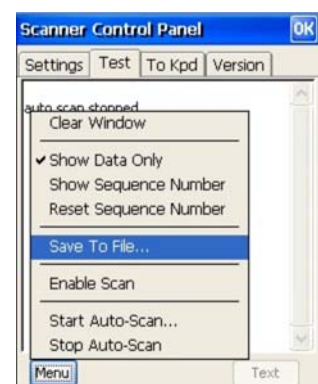 Scanner Control Panel OK
Settings Test To Kpd Version
auto scan stopped
Clear Window
✔ Show Data Only
Show Sequence Number
Reset Sequence Number
Save To File...
Enable Scan
Start Auto-Scan...
Stop Auto-Scan
Menu Text